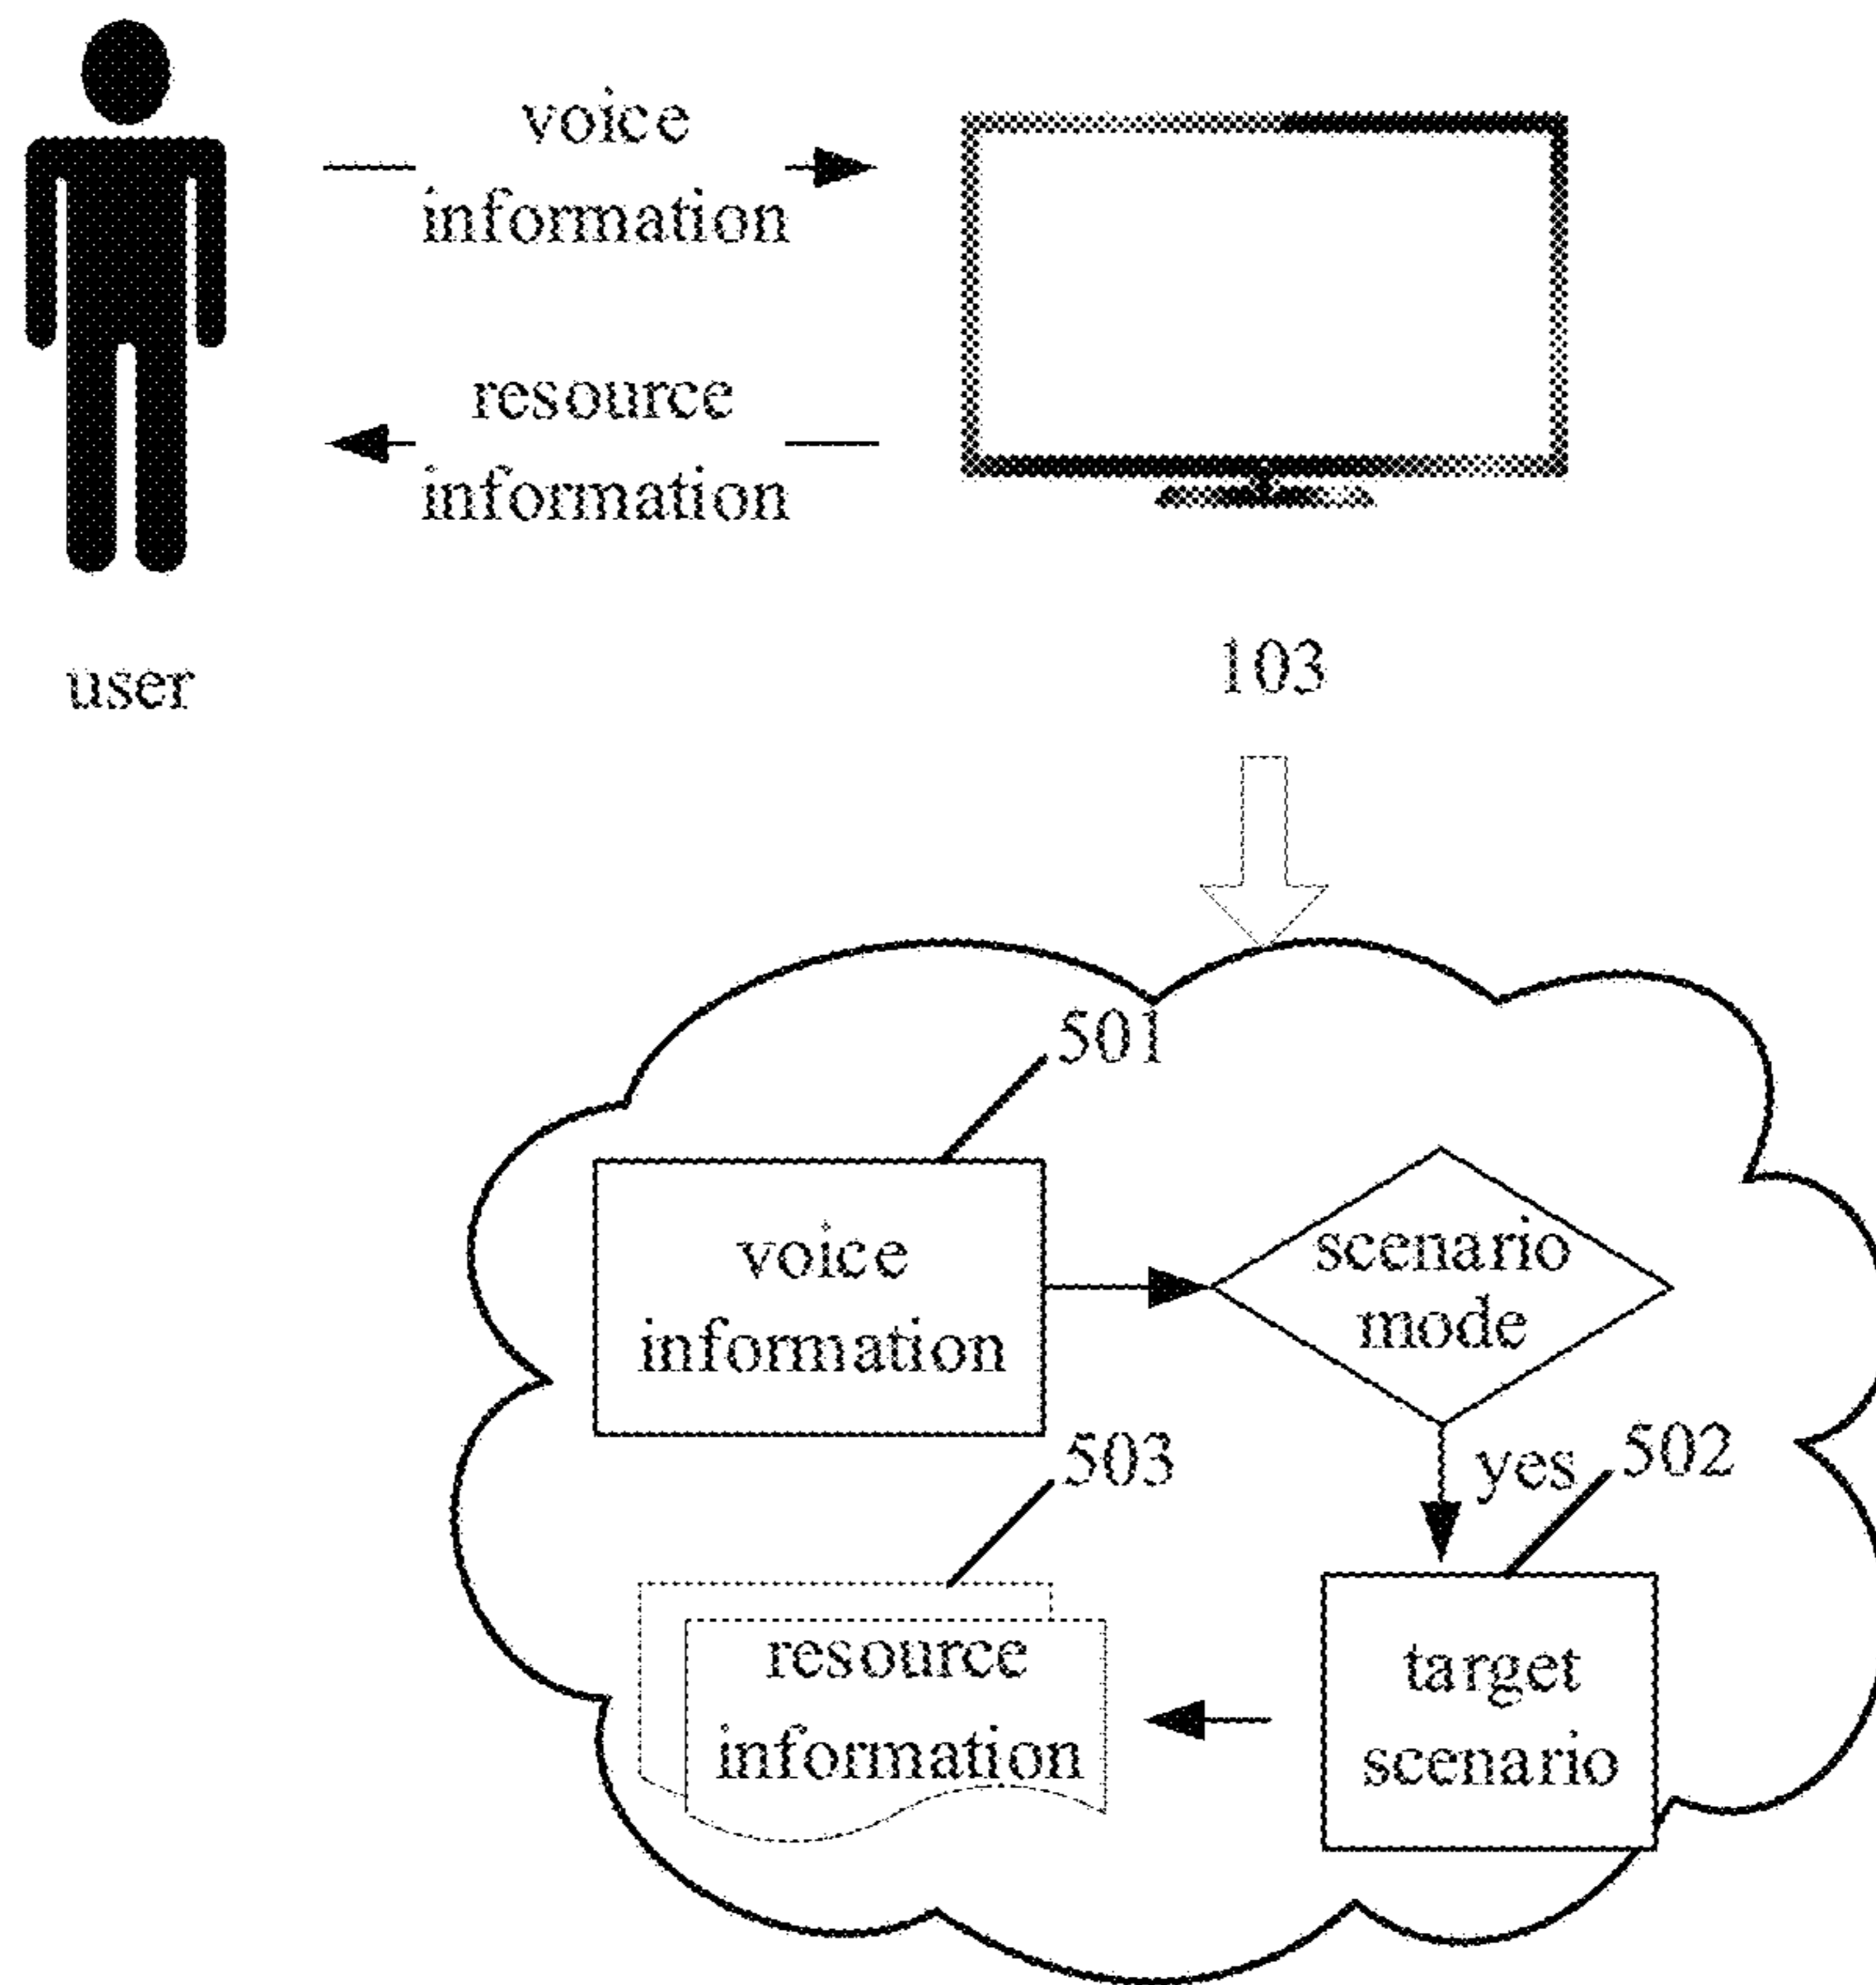 voice
information
resource
information
user
103
501
voice
information
scenario
mode
yes
502
503
resource
information
target
scenario